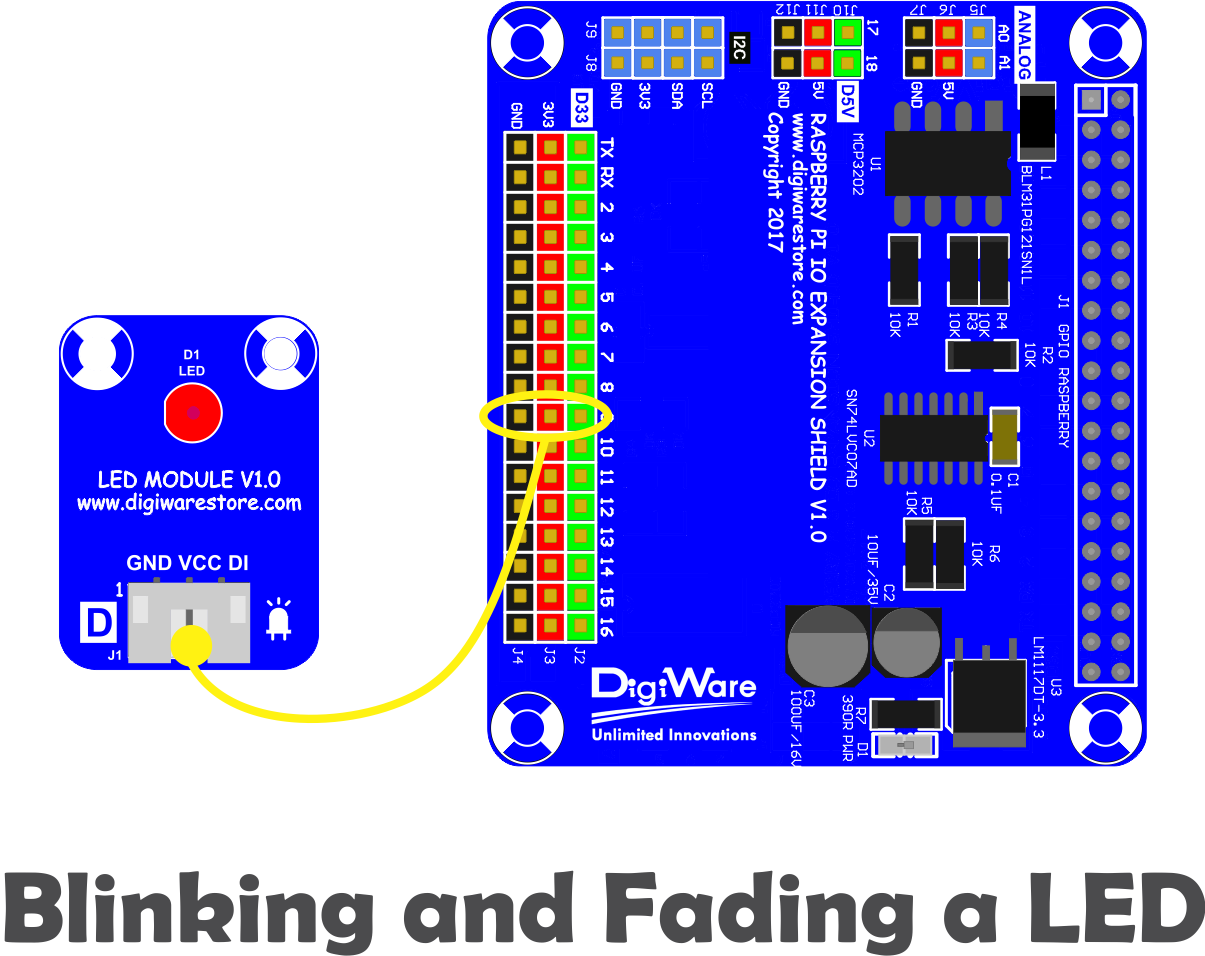 J9
J8
I2C
GND
3V3
SDA
SCL
J12
J11
J10
17
18
GND
5V
D5V
J7
J6
J5
A0
A1
ANALOG
GND
5V
GND
3V3
D33
TX
RX
2
3
4
5
6
7
8
10
11
12
13
14
15
16
J4
J3
J2
RASPBERRY PI IO EXPANSION SHIELD V1.0
www.digiwarestore.com
Copyright 2017
U1
MCP3202
L1
BLM31PG121SN1L
R1
10K
R3
10K
R4
10K
R2
10K
J1 GPIO RASPBERRY
SN74LVC07AD
U2
C1
0.1UF
R5
10K
R6
10K
10UF/35V
C2
C3
100UF/16V
R7
390R
PWR
D1
U3
LM1117DT-3.3
DigiWare
Unlimited Innovations
D1
LED
LED MODULE V1.0
www.digiwarestore.com
GND VCC DI
1
D
J1
Blinking and Fading a LED